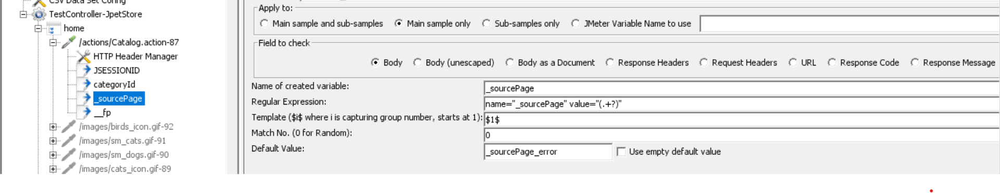 CSV Data Set Config
TestController-JpetStore
home
/actions/Catalog.action-87
HTTP Header Manager
JSESSIONID
categoryId
_sourcePage
__fp
/images/birds_icon.gif-92
/images/sm_cats.gif-91
/images/sm_dogs.gif-90
/images/cats_icon.gif-89
Apply to:
Main sample and sub-samples Main sample only Sub-samples only JMeter Variable Name to use
Field to check
Body Body (unescaped) Body as a Document Response Headers Request Headers URL Response Code Response Message
Name of created variable: _sourcePage
Regular Expression: name="_sourcePage" value="(.+?)"
Template ($i$ where i is capturing group number, starts at 1): $1$
Match No. (0 for Random): 0
Default Value: _sourcePage_error Use empty default value